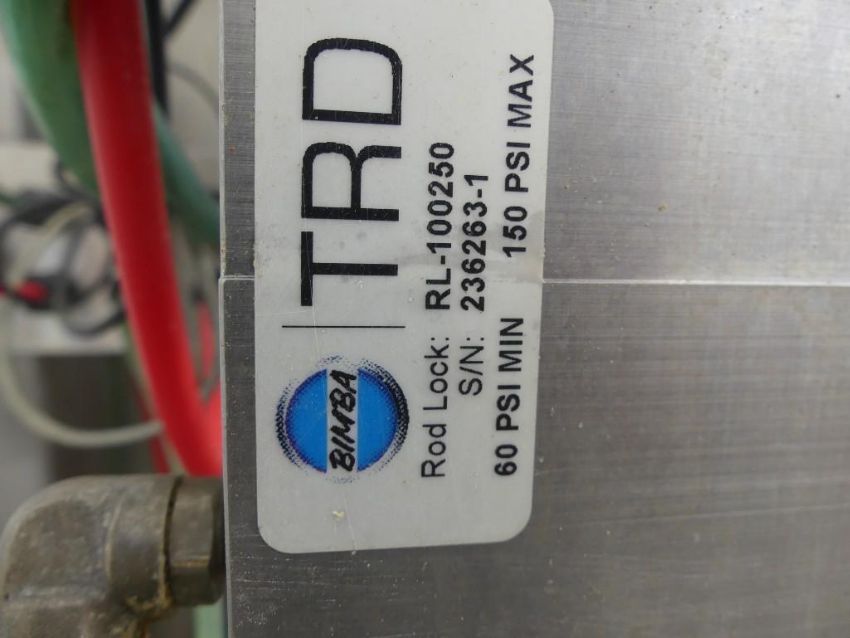 BIMBA | TRD
Rod Lock: RL-100250
S/N: 236263-1
60 PSI MIN 150 PSI MAX